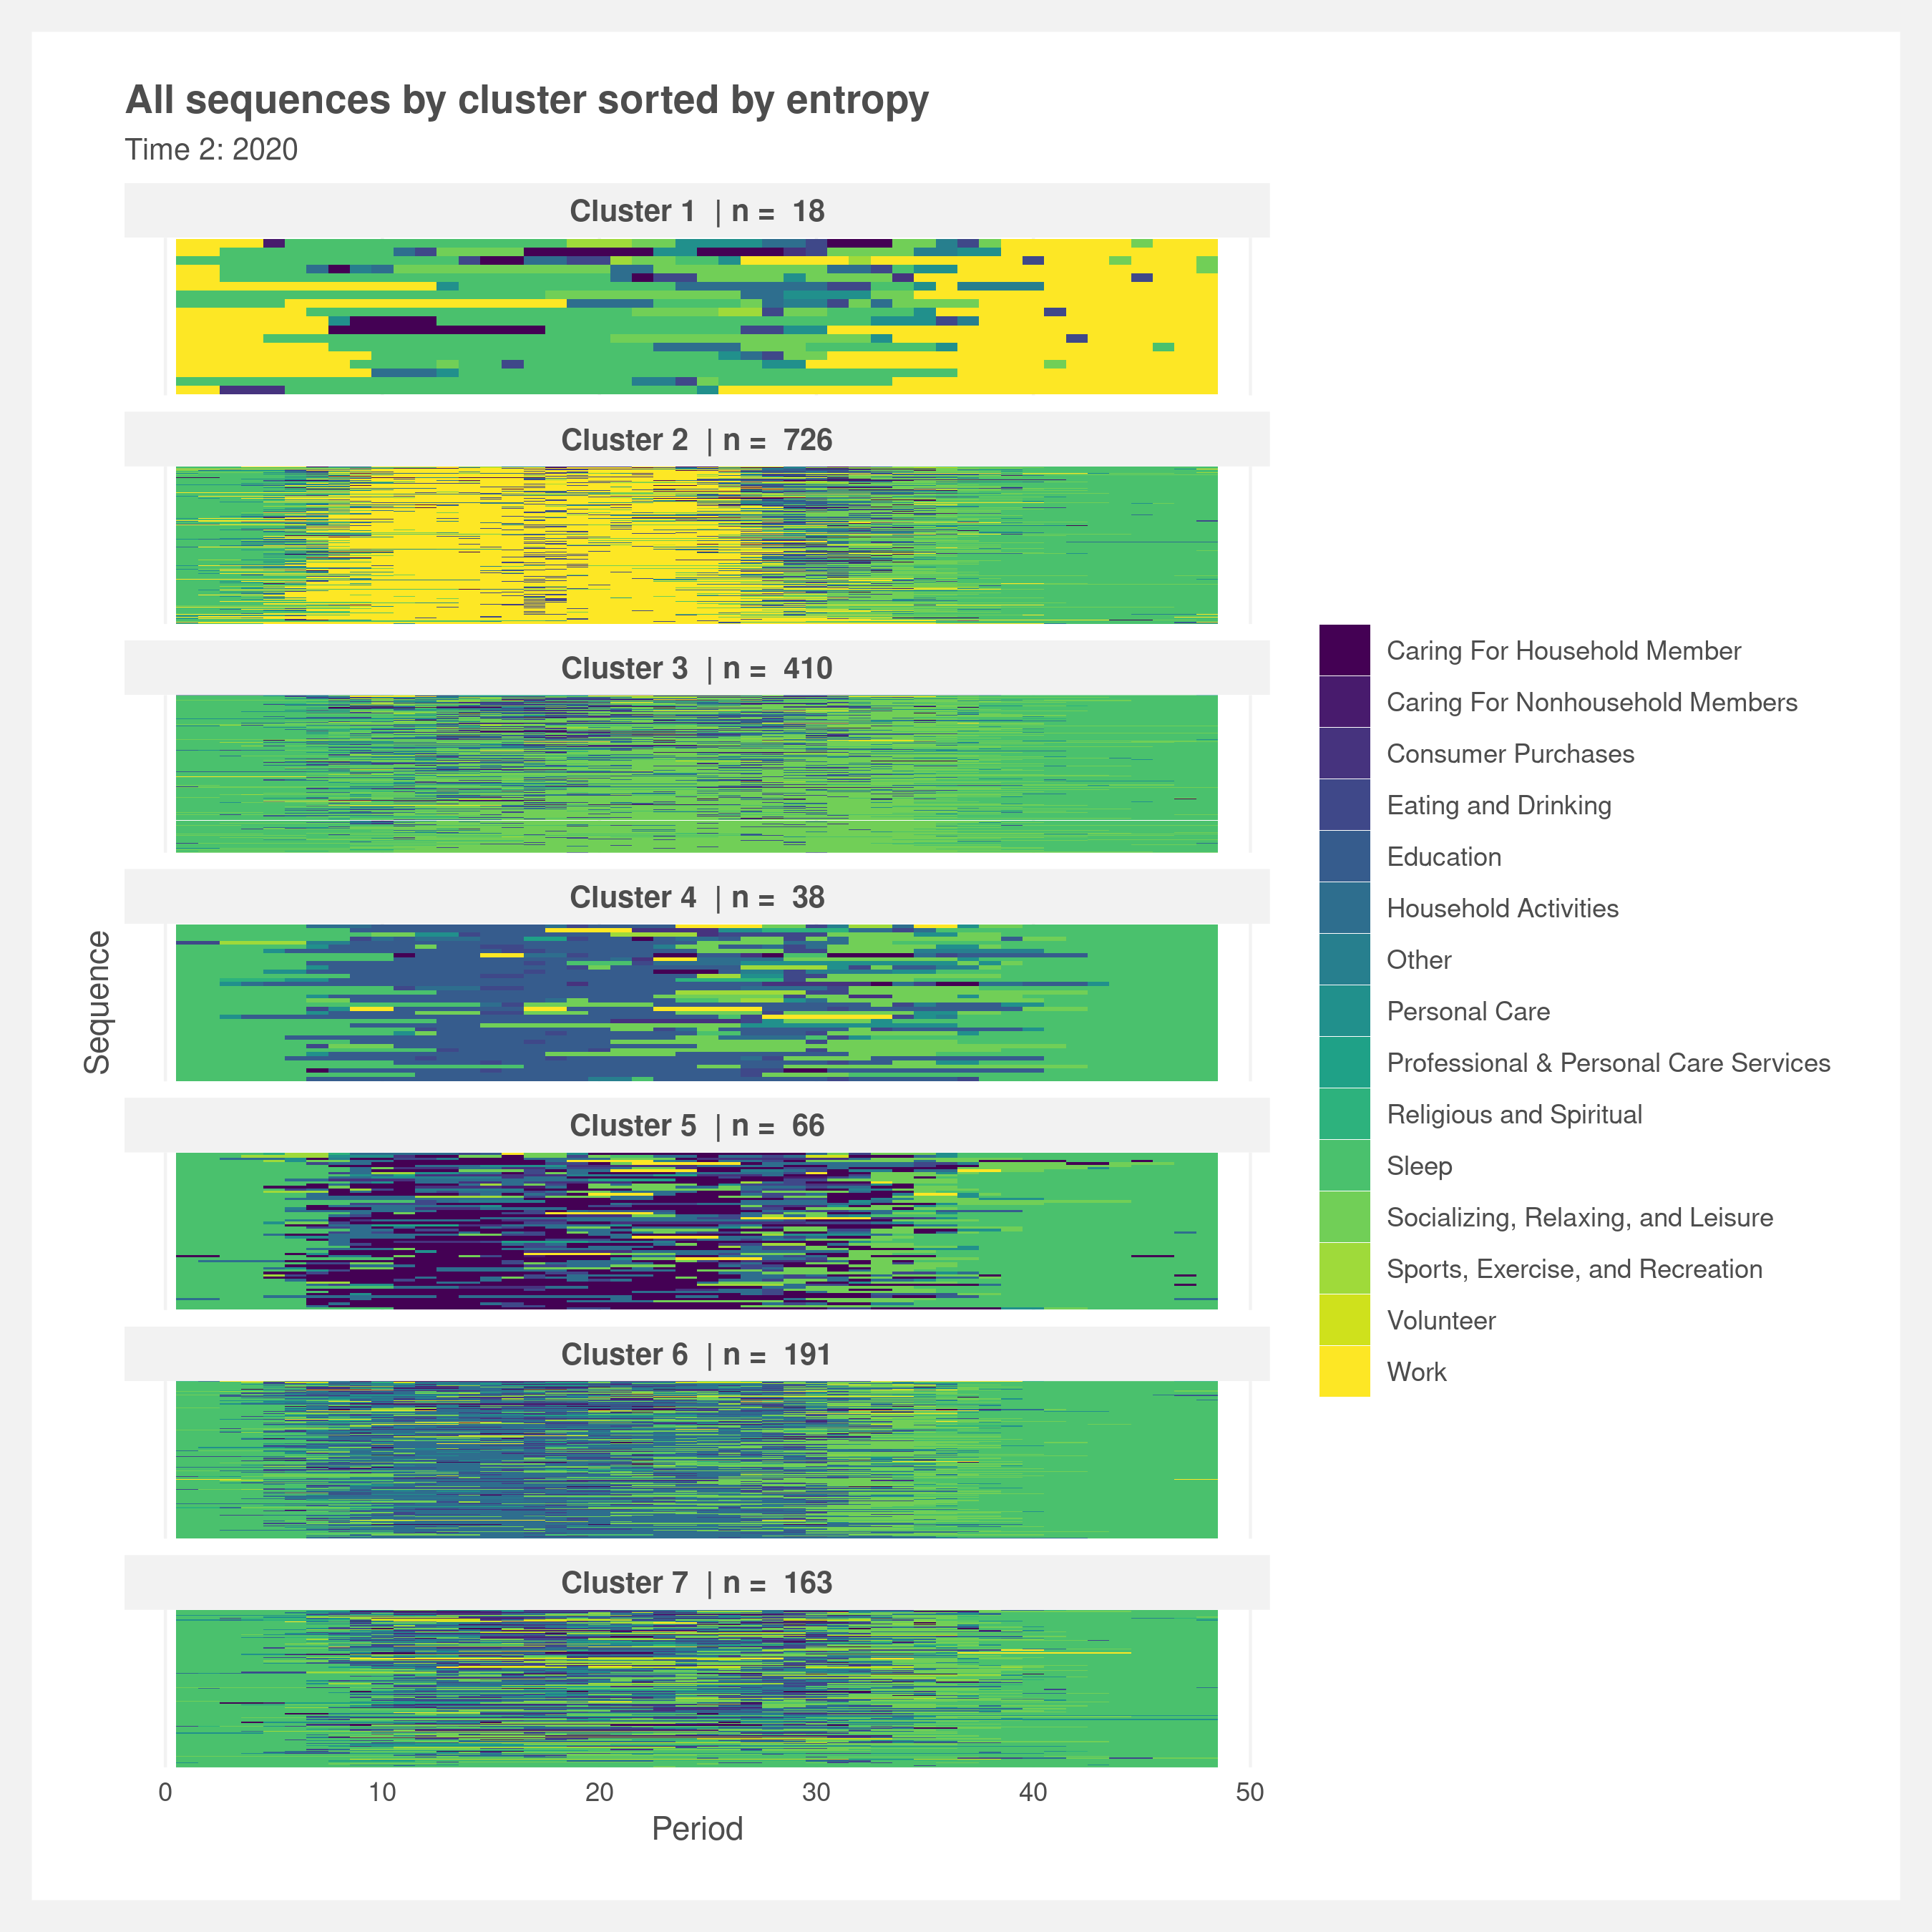 All sequences by cluster sorted by entropy
Time 2: 2020
Cluster 1 | n = 18
Cluster 2 | n = 726
Cluster 3 | n = 410
Cluster 4 | n = 38
Cluster 5 | n = 66
Cluster 6 | n = 191
Cluster 7 | n = 163
Sequence
0 10 20 30 40 50
Period
Caring For Household Member
Caring For Nonhousehold Members
Consumer Purchases
Eating and Drinking
Education
Household Activities
Other
Personal Care
Professional & Personal Care Services
Religious and Spiritual
Sleep
Socializing, Relaxing, and Leisure
Sports, Exercise, and Recreation
Volunteer
Work